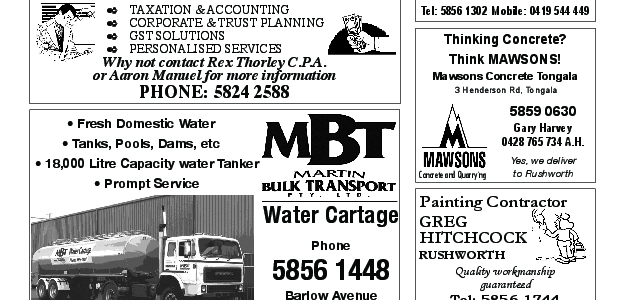 TAXATION & ACCOUNTING
CORPORATE & TRUST PLANNING
GST SOLUTIONS
PERSONALISED SERVICES
Why not contact Rex Thorley C.P.A.
or Aaron Manuel for more information
PHONE: 5824 2588
• Fresh Domestic Water
• Tanks, Pools, Dams, etc
• 18,000 Litre Capacity water Tanker
• Prompt Service
MBT
MARTIN
BULK TRANSPORT
PTY. LTD.
Water Cartage
Phone
5856 1448
Barlow Avenue
MBT Water Cartage
Tel: 5856 1302 Mobile: 0419 544 449
Thinking Concrete?
Think MAWSONS!
Mawsons Concrete Tongala
3 Henderson Rd, Tongala
5859 0630
Gary Harvey
0428 765 734 A.H.
MAWSONS
Concrete and Quarrying
Yes, we deliver
to Rushworth
Painting Contractor
GREG
HITCHCOCK
RUSHWORTH
Quality workmanship
guaranteed
Tel: 5856 1744